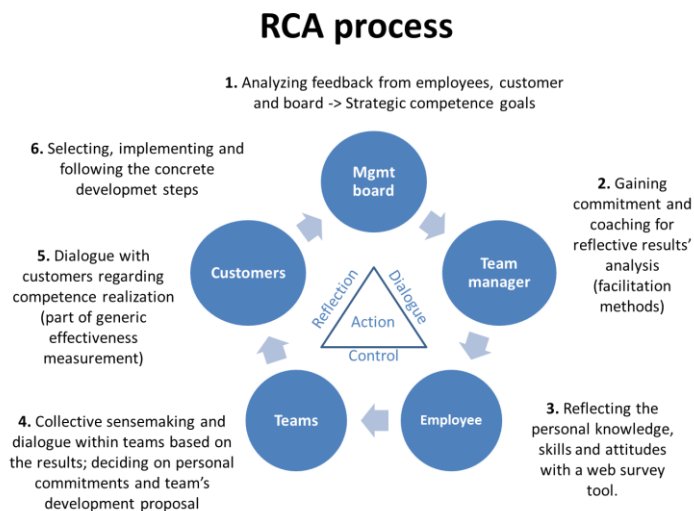 RCA process
1. Analyzing feedback from employees, customer
and board -> Strategic competence goals
Mgmt
board
2. Gaining
commitment and
coaching for
reflective results'
analysis
(facilitation
methods)
Team
manager
3. Reflecting the
personal knowledge,
skills and attitudes
with a web survey
tool.
Employee
4. Collective sensemaking and
dialogue within teams based on
the results; deciding on personal
commitments and team's
development proposal
Teams
5. Dialogue with
customers regarding
competence realization
(part of generic
effectiveness
measurement)
Customers
6. Selecting, implementing and
following the concrete
developmet steps
Reflection
Dialogue
Action
Control